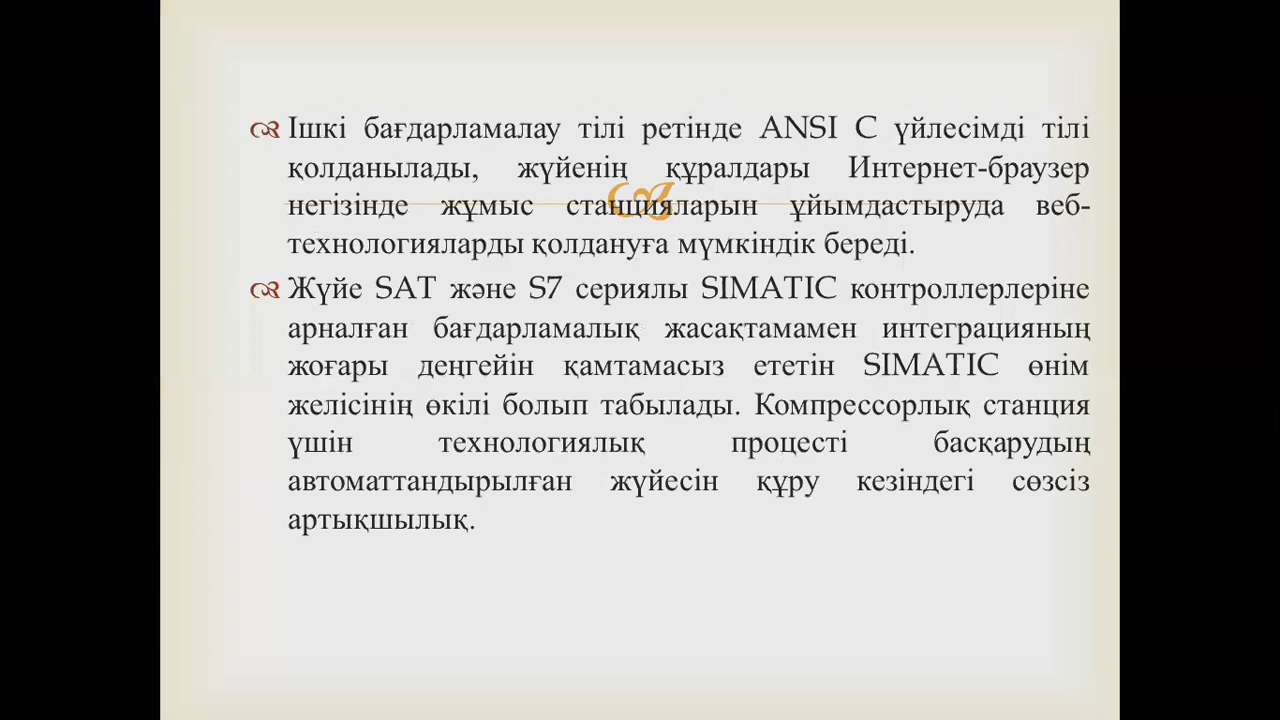 Ішкі бағдарламалау тілі ретінде ANSI C үйлесімді тілі
қолданылады, жүйенің құралдары Интернет-браузер
негізінде жұмыс станцияларын ұйымдастыруда веб-
технологияларды қолдануға мүмкіндік береді.
Жүйе SAT және S7 сериялы SIMATIC контроллерлеріне
арналған бағдарламалық жасақтамамен интеграцияның
жоғары деңгейін қамтамасыз ететін SIMATIC өнім
желісінің өкілі болып табылады. Компрессорлық станция
үшін технологиялық процесті басқарудың
автоматтандырылған жүйесін құру кезіндегі сөзсіз
артықшылық.